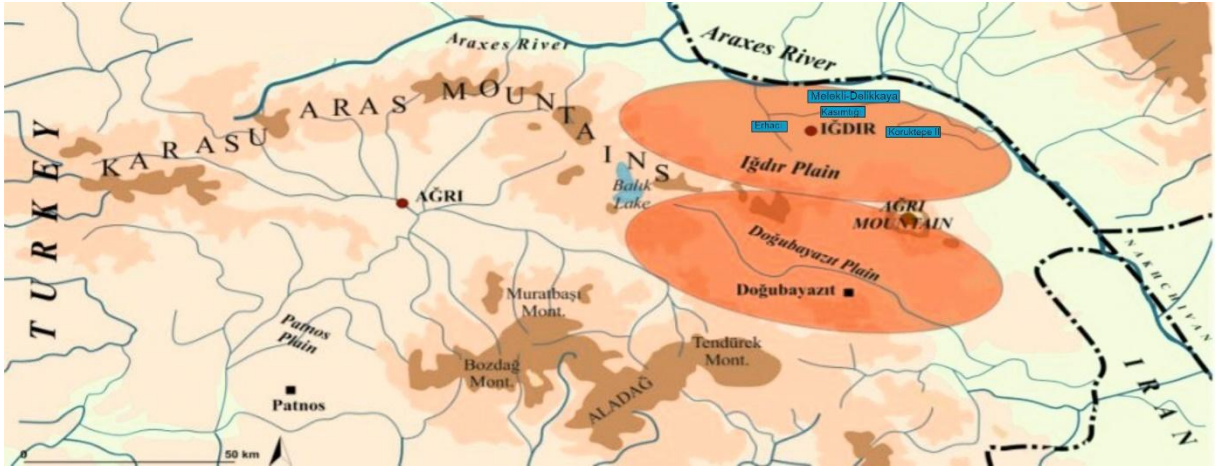 Araxes River
Araxes River
Melekli-Delikkaya
Kasımtığ
Erhacı
IĞDIR
Koruktepe II
KARASU ARAS MOUNTAINS
Iğdır Plain
Balık
Lake
AĞRI
AĞRI
MOUNTAIN
TURKEY
Doğubayazıt Plain
NAKHCHIVAN
Doğubayazıt
Muratbaşı
Mont.
Patnos
Plain
Tendürek
Mont.
Bozdağ
Mont.
ALADAĞ
IRAN
Patnos
0 50 km